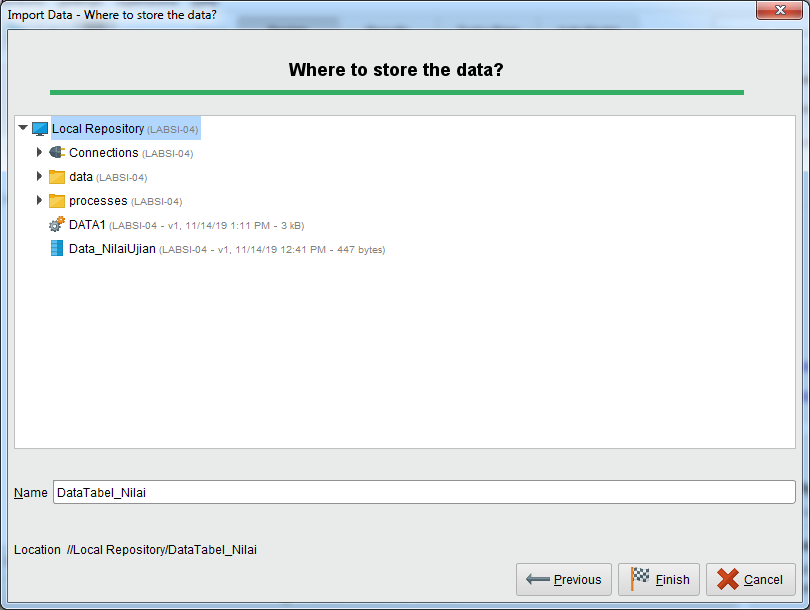 Import Data - Where to store the data?
Where to store the data?
Local Repository (LABSI-04)
Connections (LABSI-04)
data (LABSI-04)
processes (LABSI-04)
DATA1 (LABSI-04 - v1, 11/14/19 1:11 PM - 3 kB)
Data_NilaiUjian (LABSI-04 - v1, 11/14/19 12:41 PM - 447 bytes)
Name DataTabel_Nilai
Location //Local Repository/DataTabel_Nilai
Previous Finish Cancel